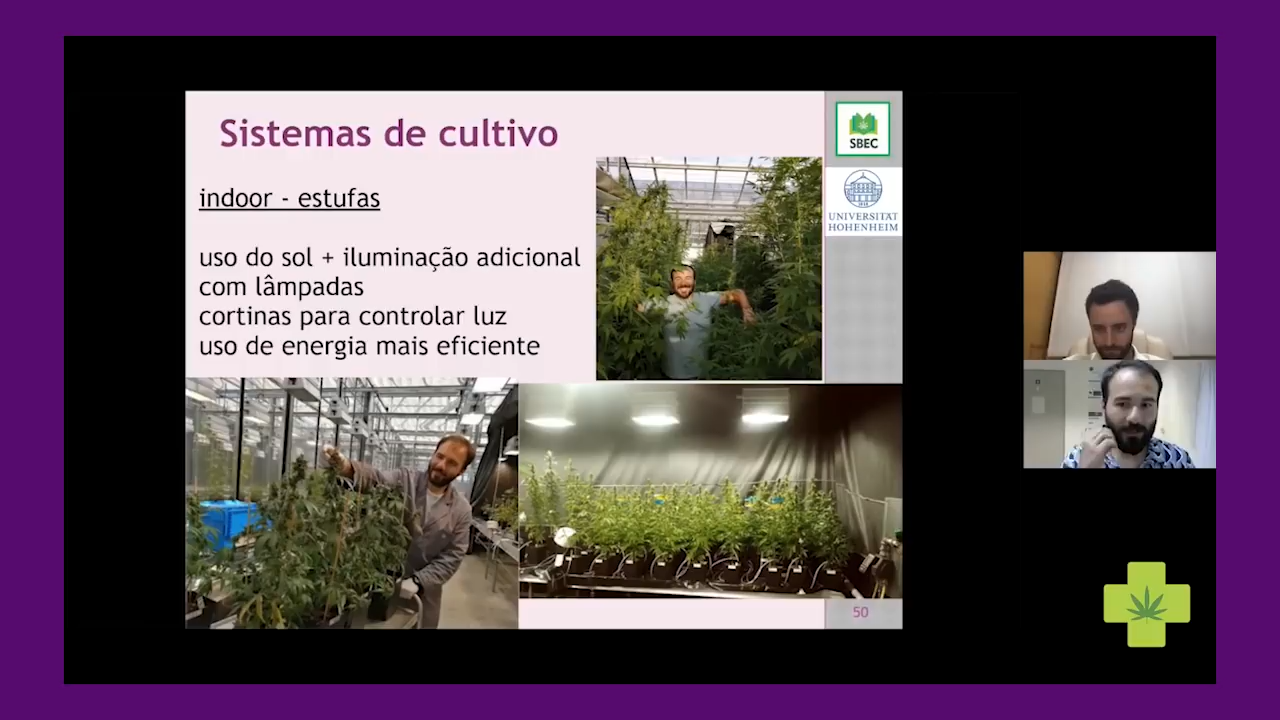 Sistemas de cultivo
indoor - estufas
uso do sol + iluminação adicional
com lâmpadas
cortinas para controlar luz
uso de energia mais eficiente
SBEC
UNIVERSITÄT
HOHENHEIM
50